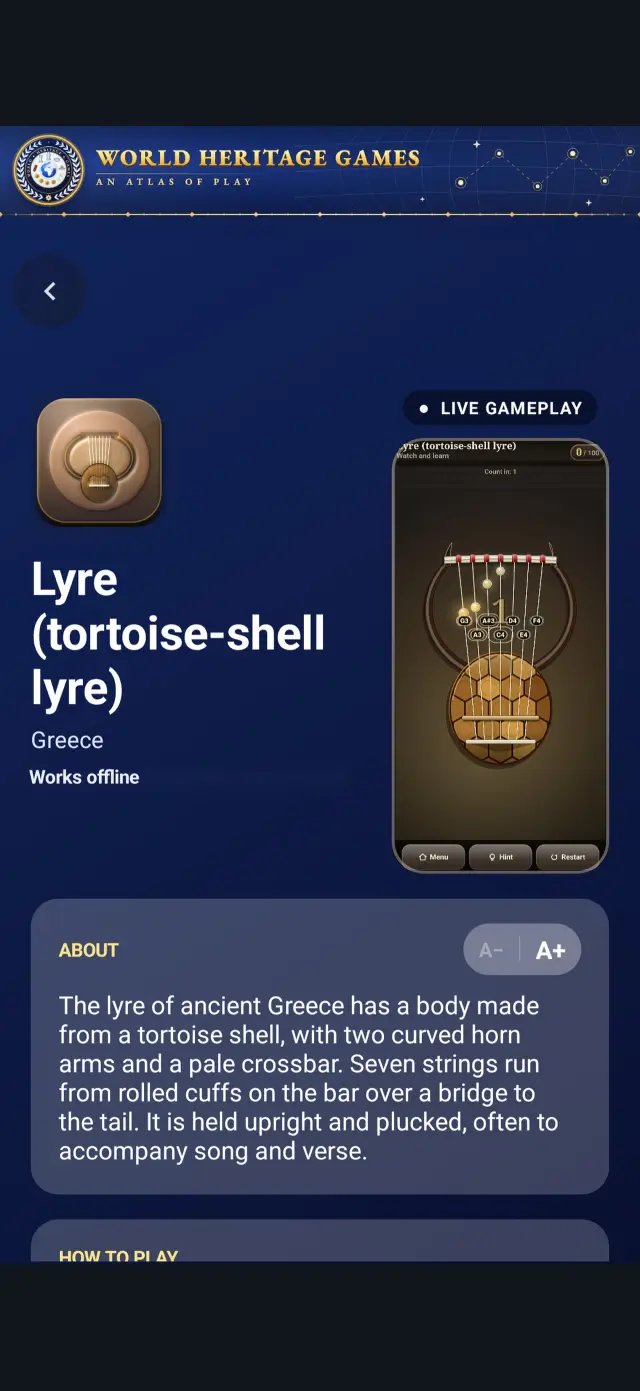 WORLD HERITAGE GAMES
AN ATLAS OF PLAY
LIVE GAMEPLAY
yre (tortoise-shell lyre)
Watch and learn
0 / 100
Count in: 1
1
G3
A#3
D4
F4
A3
C4
E4
Menu
Hint
Restart
Lyre
(tortoise-shell
lyre)
Greece
Works offline
ABOUT
A−
A+
The lyre of ancient Greece has a body made
from a tortoise shell, with two curved horn
arms and a pale crossbar. Seven strings run
from rolled cuffs on the bar over a bridge to
the tail. It is held upright and plucked, often to
accompany song and verse.
HOW TO PLAY